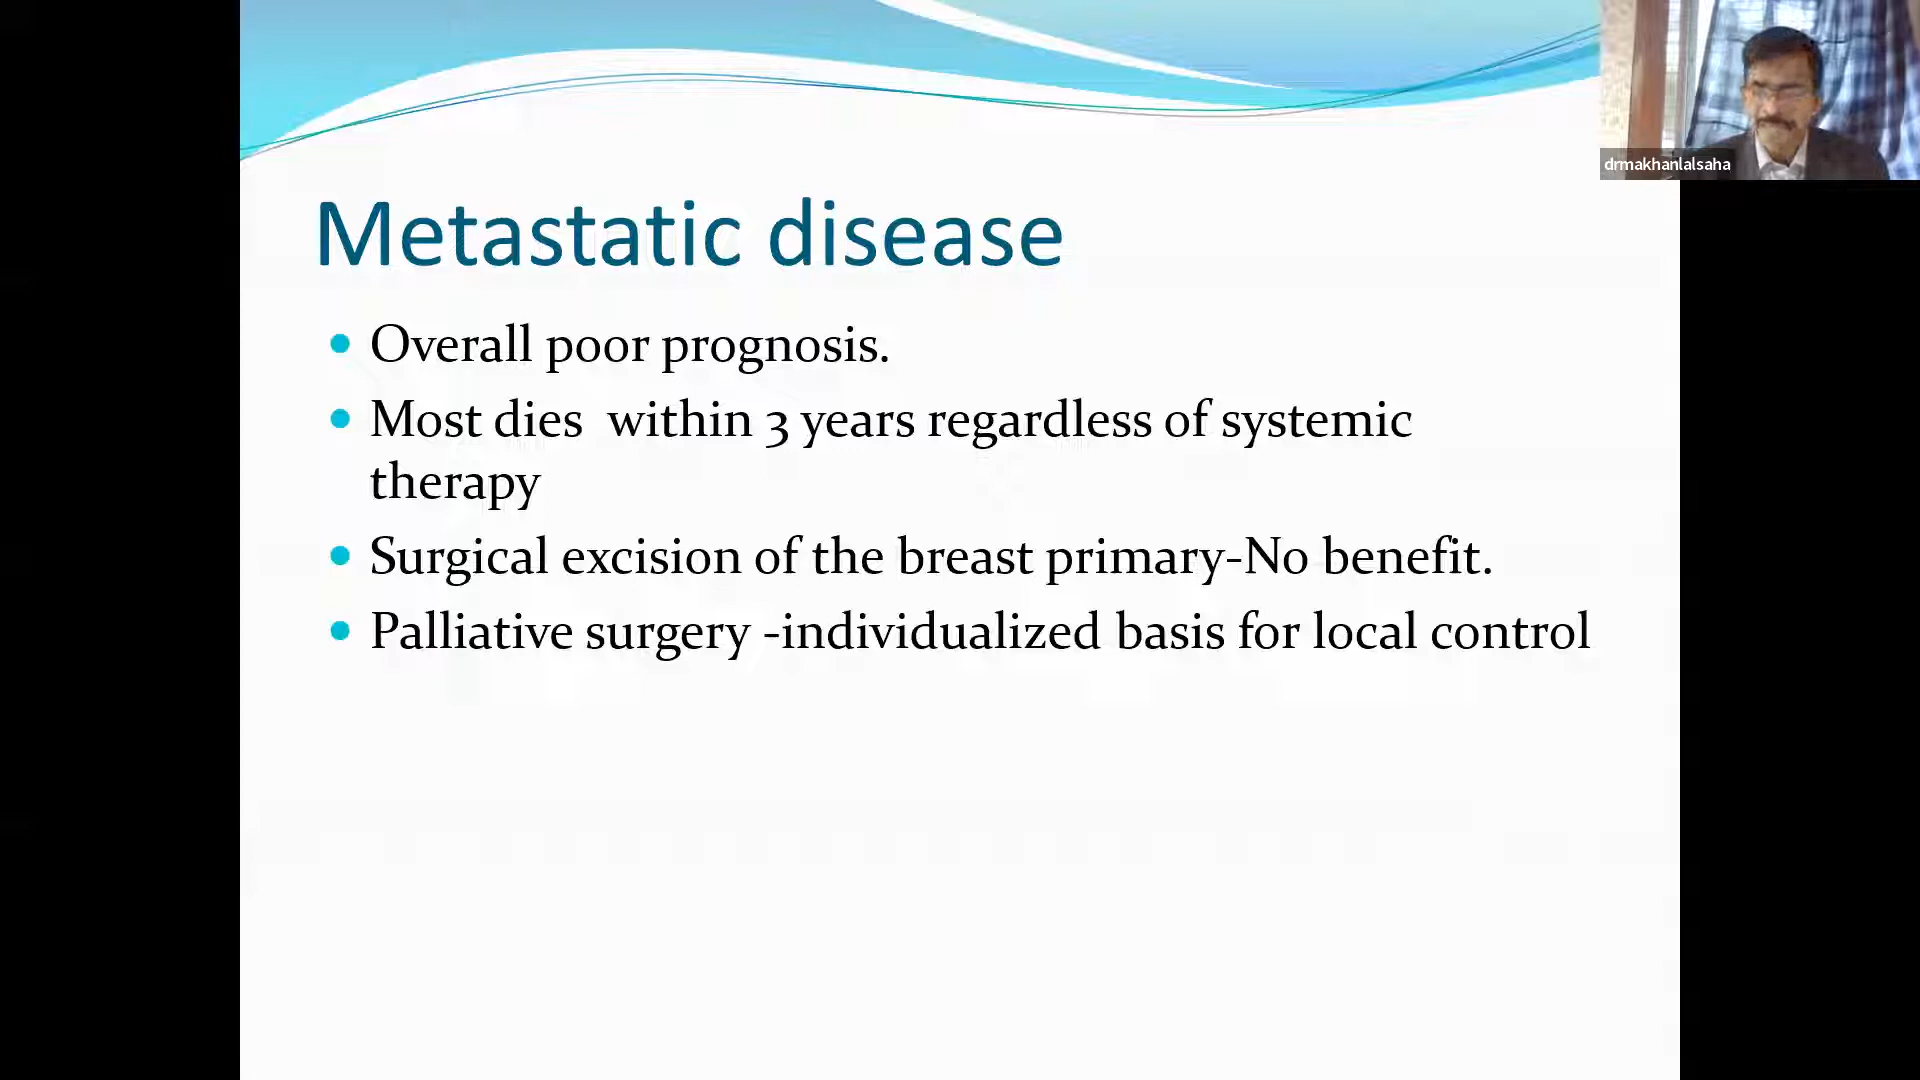 drmakhanlalsaha
Metastatic disease
• Overall poor prognosis.
• Most dies  within 3 years regardless of systemic
therapy
• Surgical excision of the breast primary-No benefit.
• Palliative surgery -individualized basis for local control